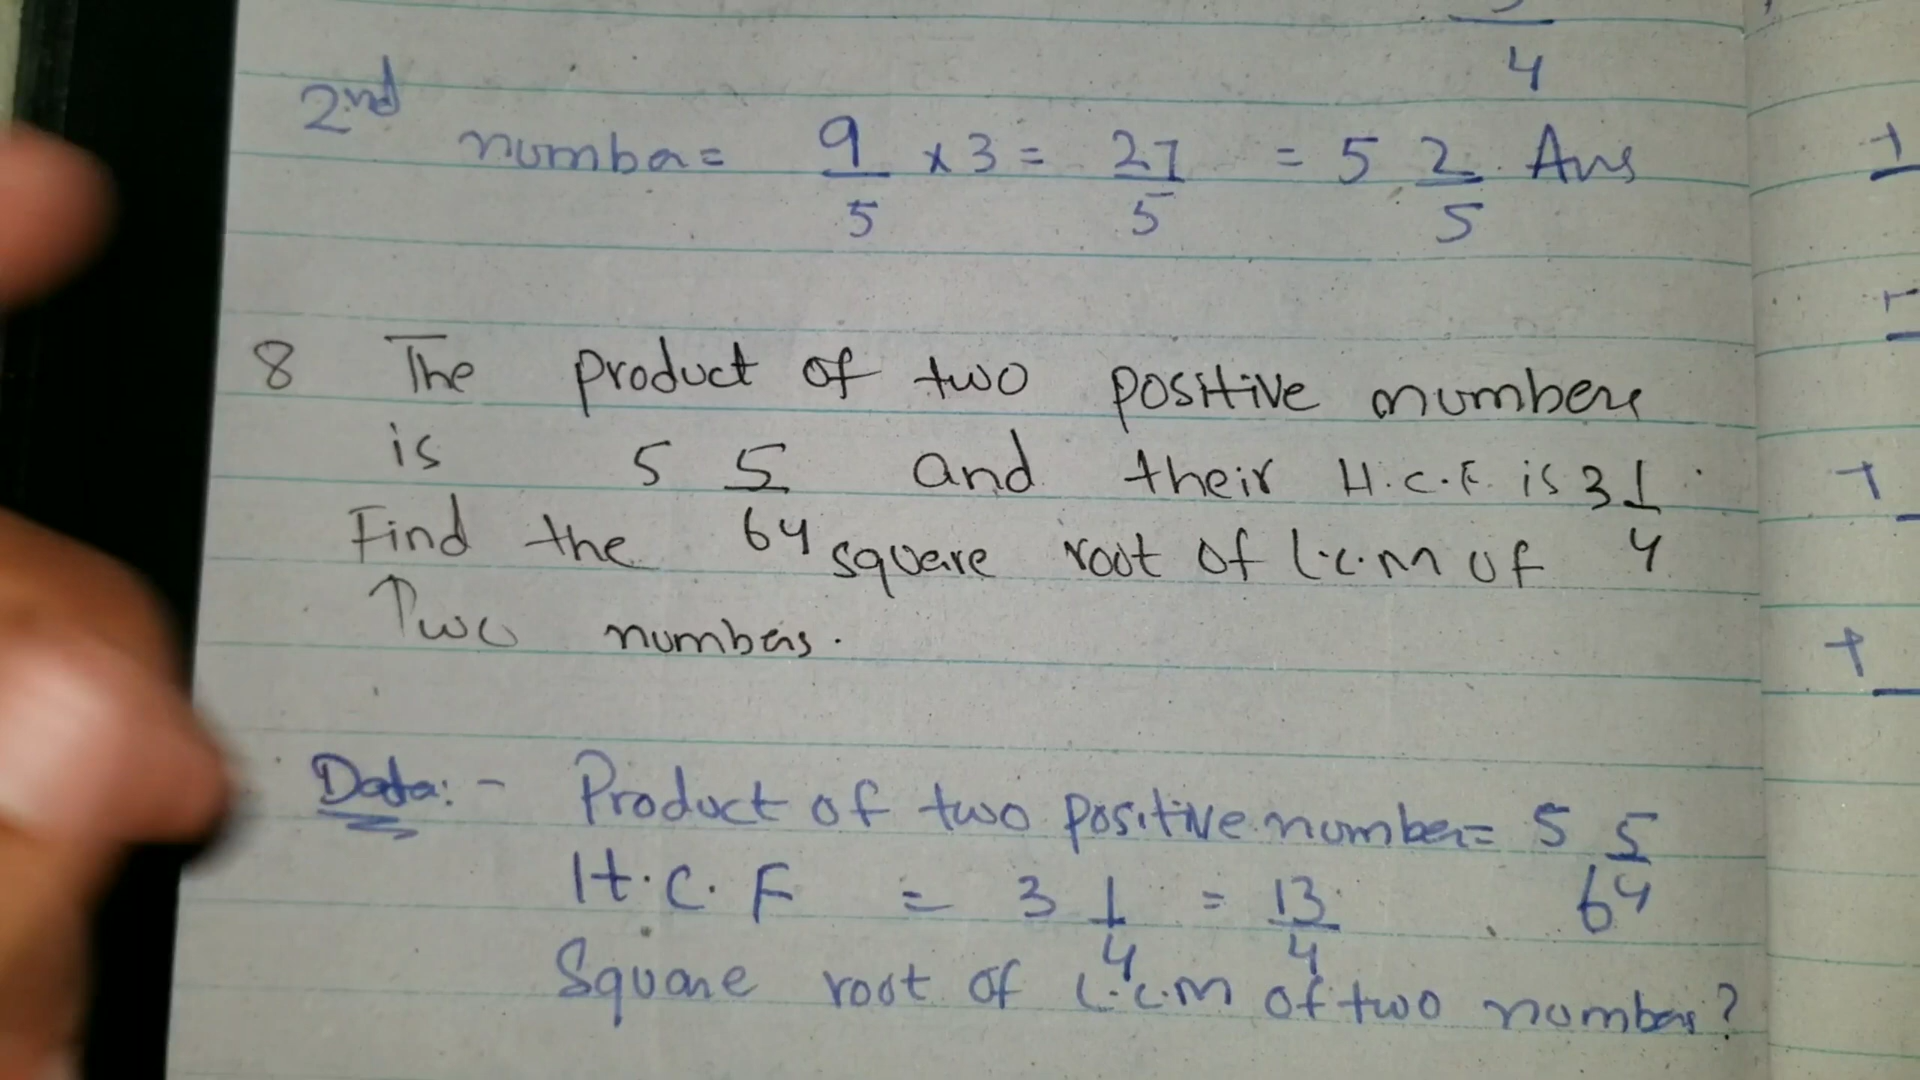 4
2nd number = 9/5 x 3 = 27/5 = 5 2/5 Ans
8 The product of two positive numbers
is 5 5/64 and their H.C.F. is 3 1/4.
Find the square root of L.C.M of
Two numbers.
Data:- Product of two positive number= 5 5/64
H.C.F = 3 1/4 = 13/4
Square root of L.C.M of two numbers?